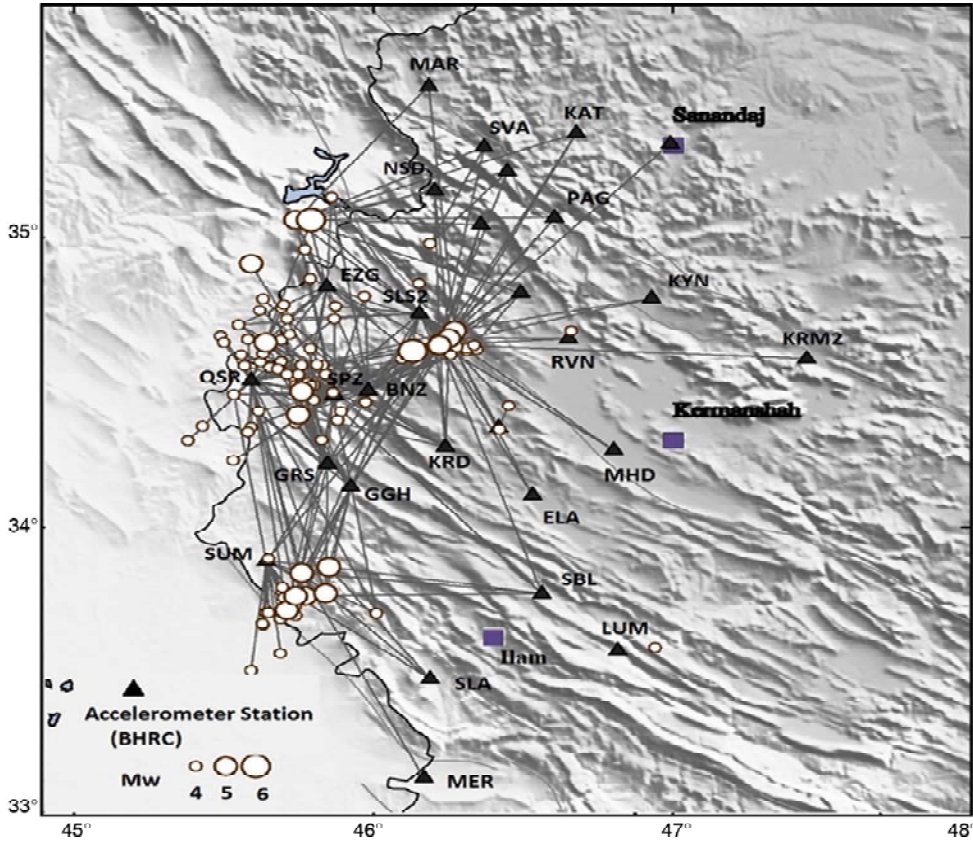 MAR
KAT
Sanandaj
SVA
NSD
PAG
35°
EZG
KYN
SLS2
KRM2
RVN
QSR
SPZ
BNZ
Kermanshah
KRD
GRS
MHD
GGH
ELA
34°
SUM
SBL
LUM
Ilam
SLA
Accelerometer Station
(BHRC)
MER
Mw
4 5 6
33°
45° 46° 47° 48°